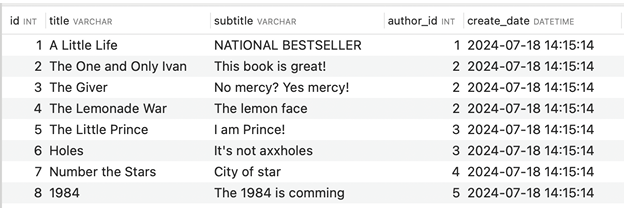 id INT title VARCHAR subtitle VARCHAR author_id INT create_date DATETIME
1 A Little Life NATIONAL BESTSELLER 1 2024-07-18 14:15:14
2 The One and Only Ivan This book is great! 2 2024-07-18 14:15:14
3 The Giver No mercy? Yes mercy! 2 2024-07-18 14:15:14
4 The Lemonade War The lemon face 2 2024-07-18 14:15:14
5 The Little Prince I am Prince! 3 2024-07-18 14:15:14
6 Holes It's not axxholes 3 2024-07-18 14:15:14
7 Number the Stars City of star 4 2024-07-18 14:15:14
8 1984 The 1984 is comming 5 2024-07-18 14:15:14